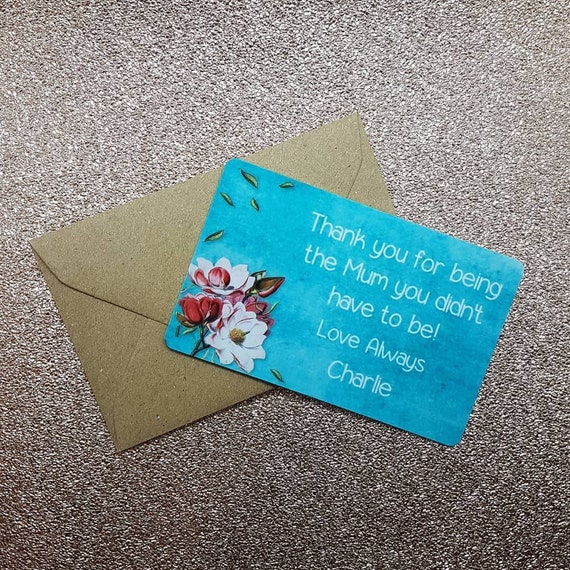 Thank you for being
the Mum you didn't
have to be!
Love Always
Charlie